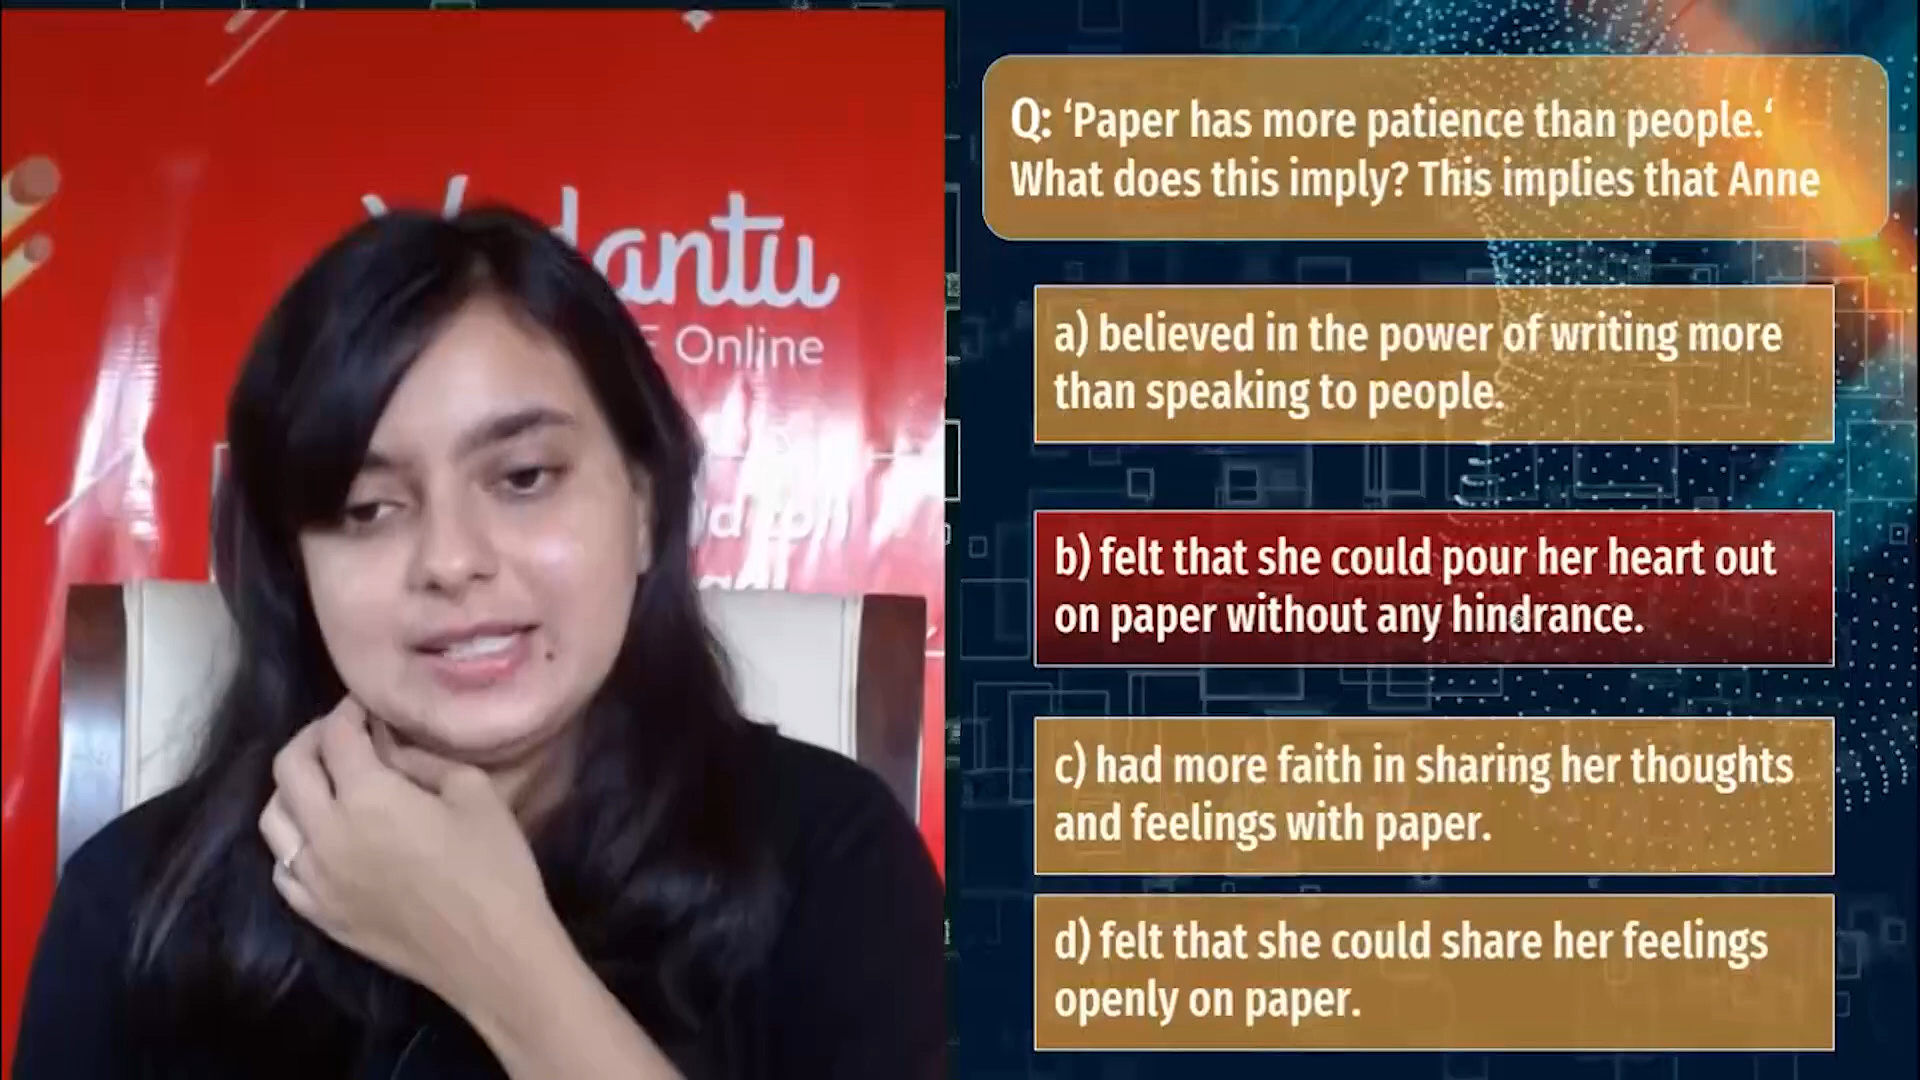 Vedantu
E Online
Q: ‘Paper has more patience than people.‘
What does this imply? This implies that Anne
a) believed in the power of writing more
than speaking to people.
b) felt that she could pour her heart out
on paper without any hindrance.
c) had more faith in sharing her thoughts
and feelings with paper.
d) felt that she could share her feelings
openly on paper.